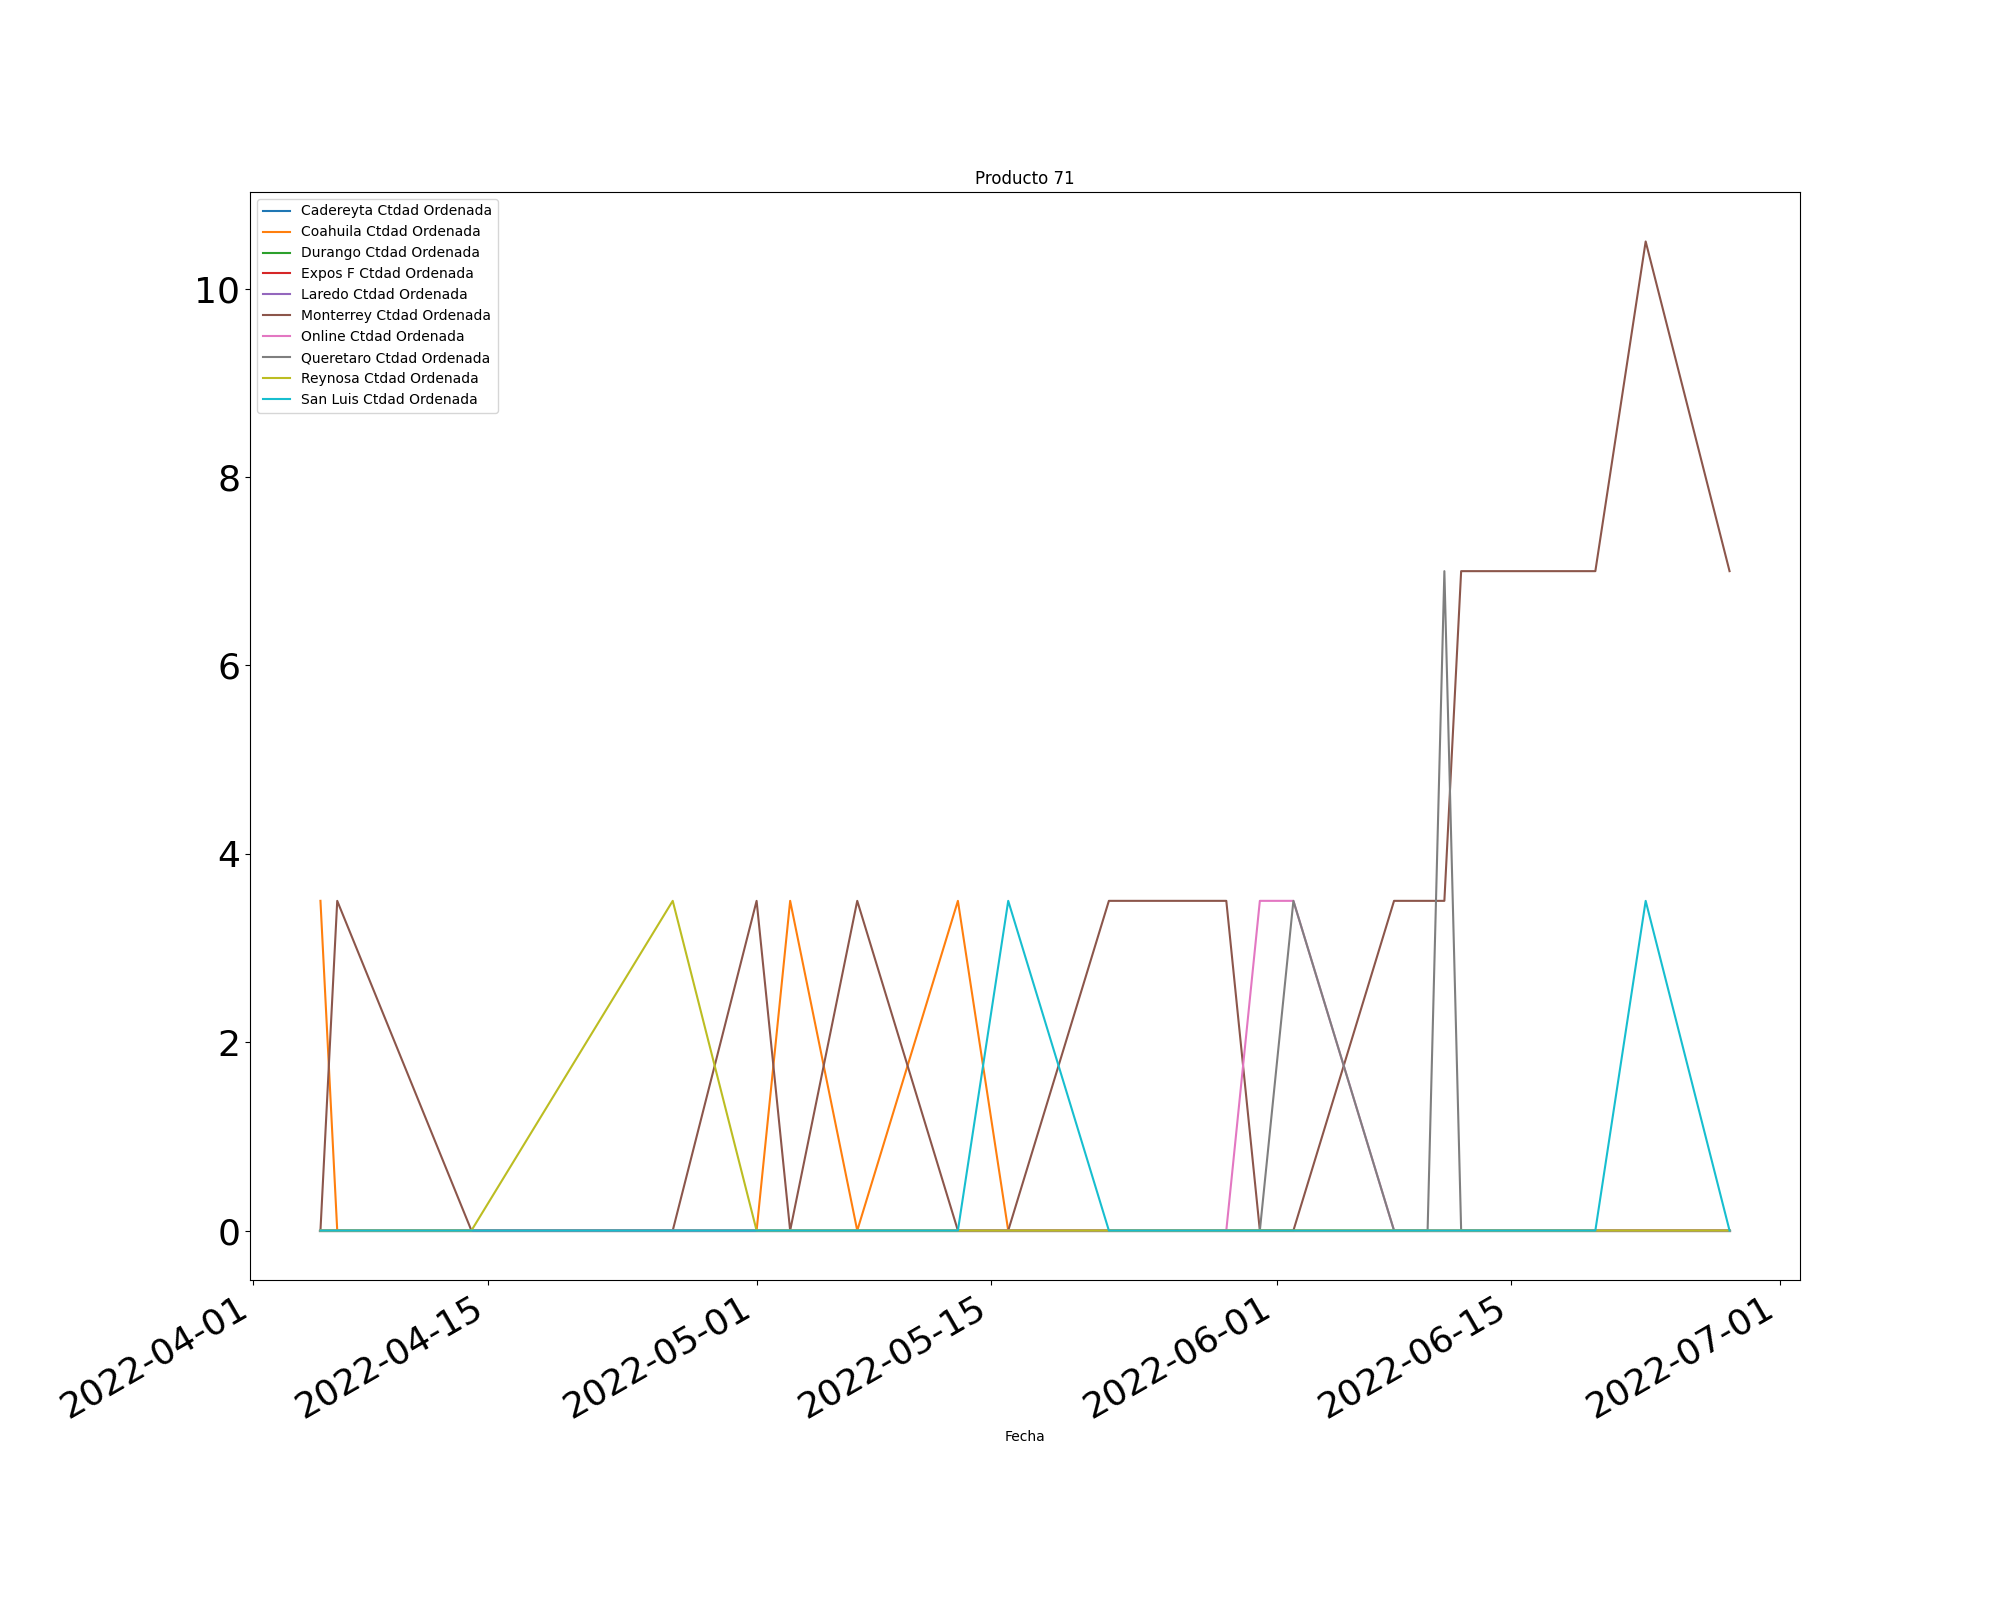 Producto 71
Cadereyta Ctdad Ordenada
Coahuila Ctdad Ordenada
Durango Ctdad Ordenada
Expos F Ctdad Ordenada
Laredo Ctdad Ordenada
Monterrey Ctdad Ordenada
Online Ctdad Ordenada
Queretaro Ctdad Ordenada
Reynosa Ctdad Ordenada
San Luis Ctdad Ordenada
10
8
6
4
2
0
2022-04-01
2022-04-15
2022-05-01
2022-05-15
2022-06-01
2022-06-15
2022-07-01
Fecha